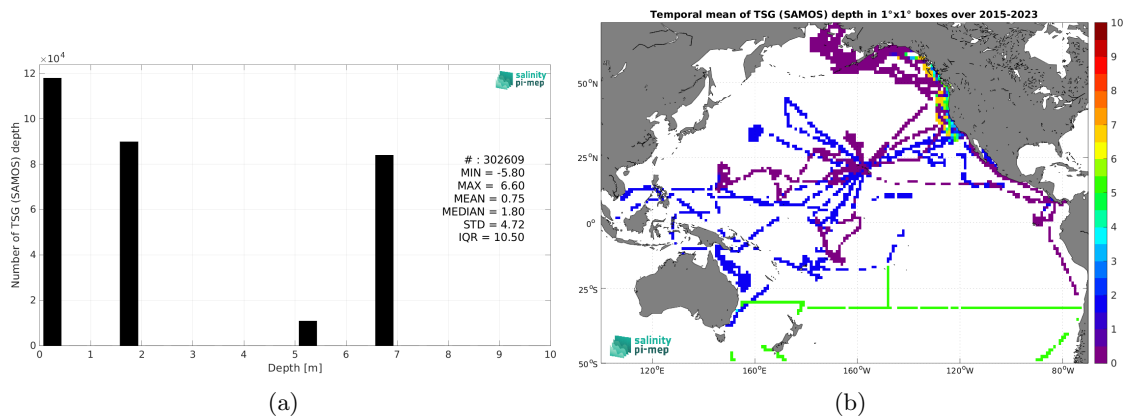 ×10⁴
12
10
8
6
4
2
0
Number of TSG (SAMOS) depth
0 1 2 3 4 5 6 7 8 9 10
Depth [m]
salinity
pi-mep
# : 302609
MIN = -5.80
MAX = 6.60
MEAN = 0.75
MEDIAN = 1.80
STD = 4.72
IQR = 10.50
(a)
Temporal mean of TSG (SAMOS) depth in 1°x1° boxes over 2015-2023
50°N
25°N
0°
25°S
50°S
120°E 160°E 160°W 120°W 80°W
salinity
pi-mep
10
9
8
7
6
5
4
3
2
1
0
(b)